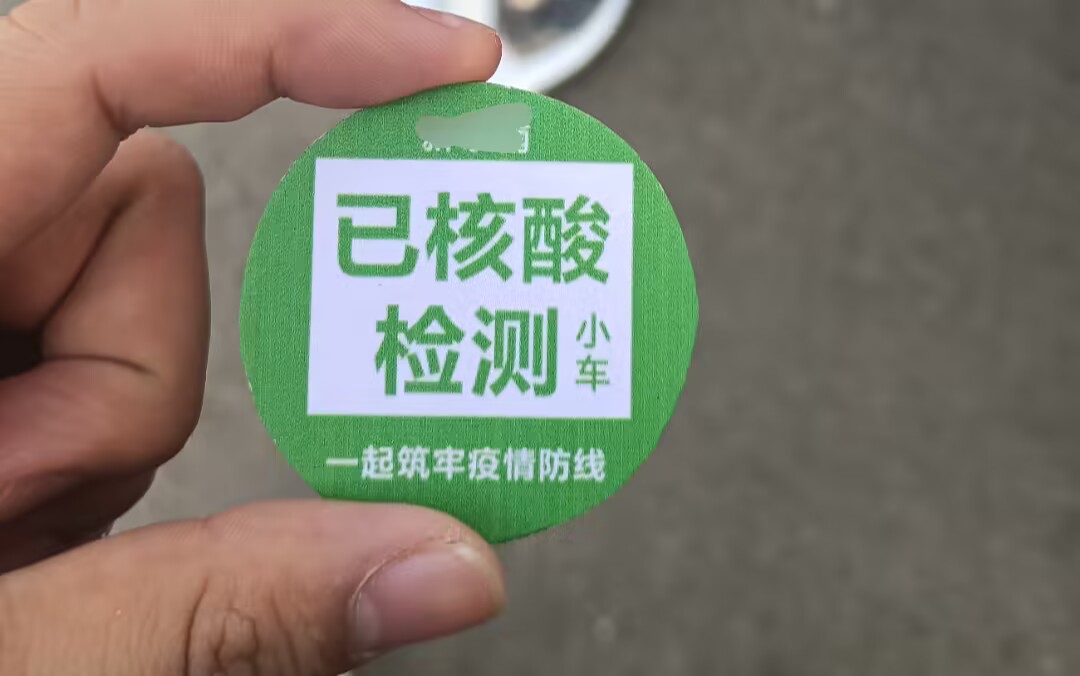 已核酸
检测
小车
一起筑牢疫情防线